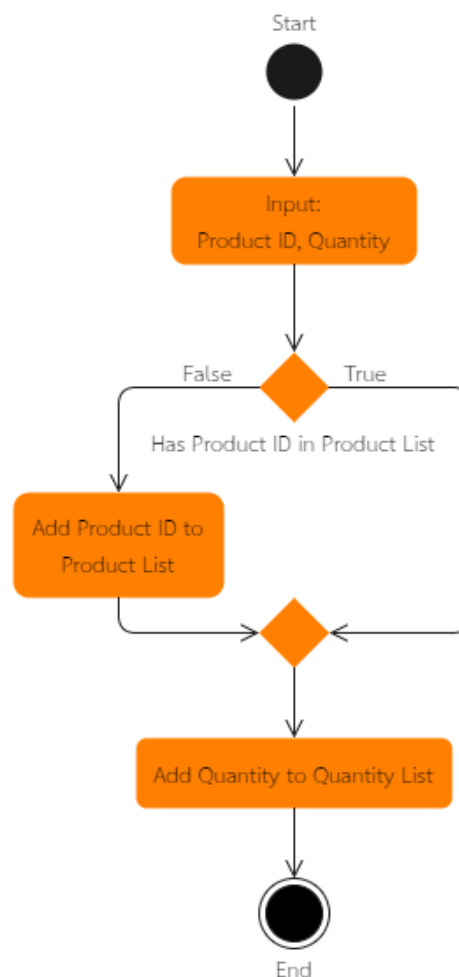 Start
Input:
Product ID, Quantity
False
True
Has Product ID in Product List
Add Product ID to
Product List
Add Quantity to Quantity List
End